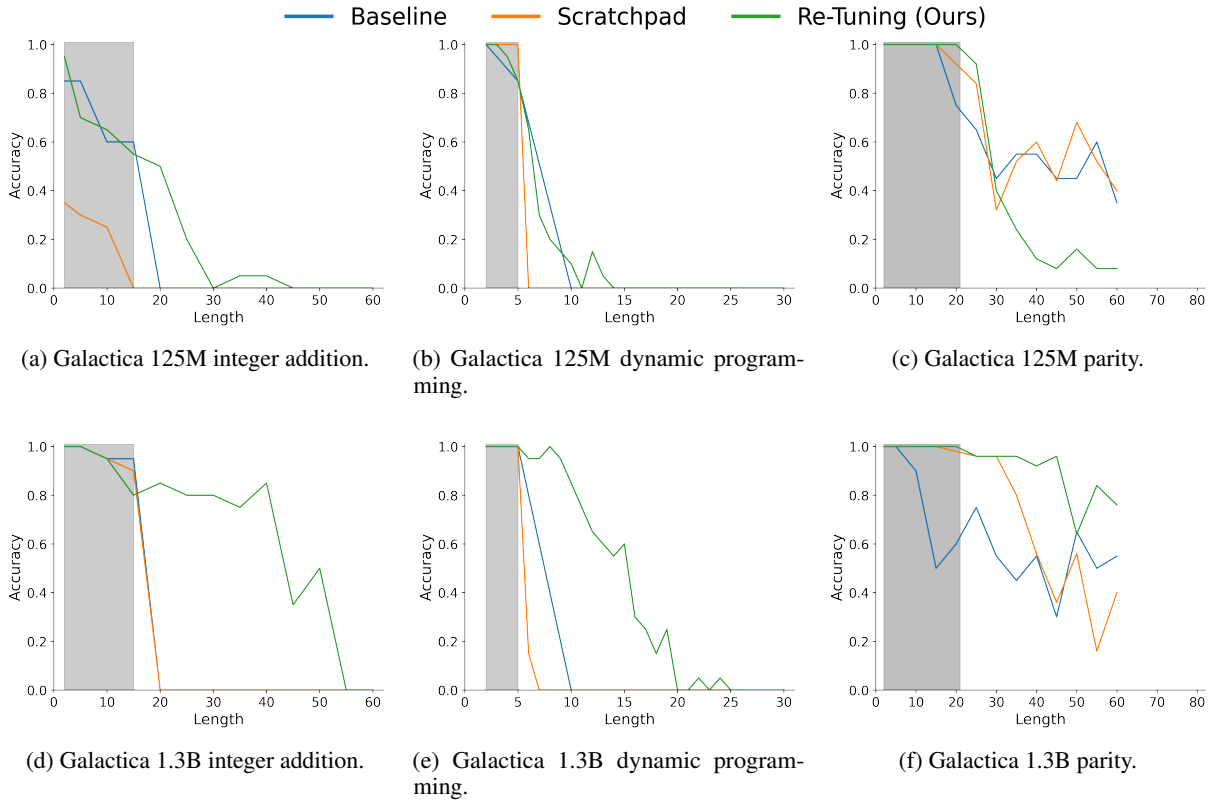 Baseline Scratchpad Re-Tuning (Ours)
1.0
0.8
0.6
0.4
0.2
0.0
Accuracy
0 10 20 30 40 50 60
Length
(a) Galactica 125M integer addition.
1.0
0.8
0.6
0.4
0.2
0.0
Accuracy
0 5 10 15 20 25 30
Length
(b) Galactica 125M dynamic program-
ming.
1.0
0.8
0.6
0.4
0.2
0.0
Accuracy
0 10 20 30 40 50 60 70 80
Length
(c) Galactica 125M parity.
1.0
0.8
0.6
0.4
0.2
0.0
Accuracy
0 10 20 30 40 50 60
Length
(d) Galactica 1.3B integer addition.
1.0
0.8
0.6
0.4
0.2
0.0
Accuracy
0 5 10 15 20 25 30
Length
(e) Galactica 1.3B dynamic program-
ming.
1.0
0.8
0.6
0.4
0.2
0.0
Accuracy
0 10 20 30 40 50 60 70 80
Length
(f) Galactica 1.3B parity.